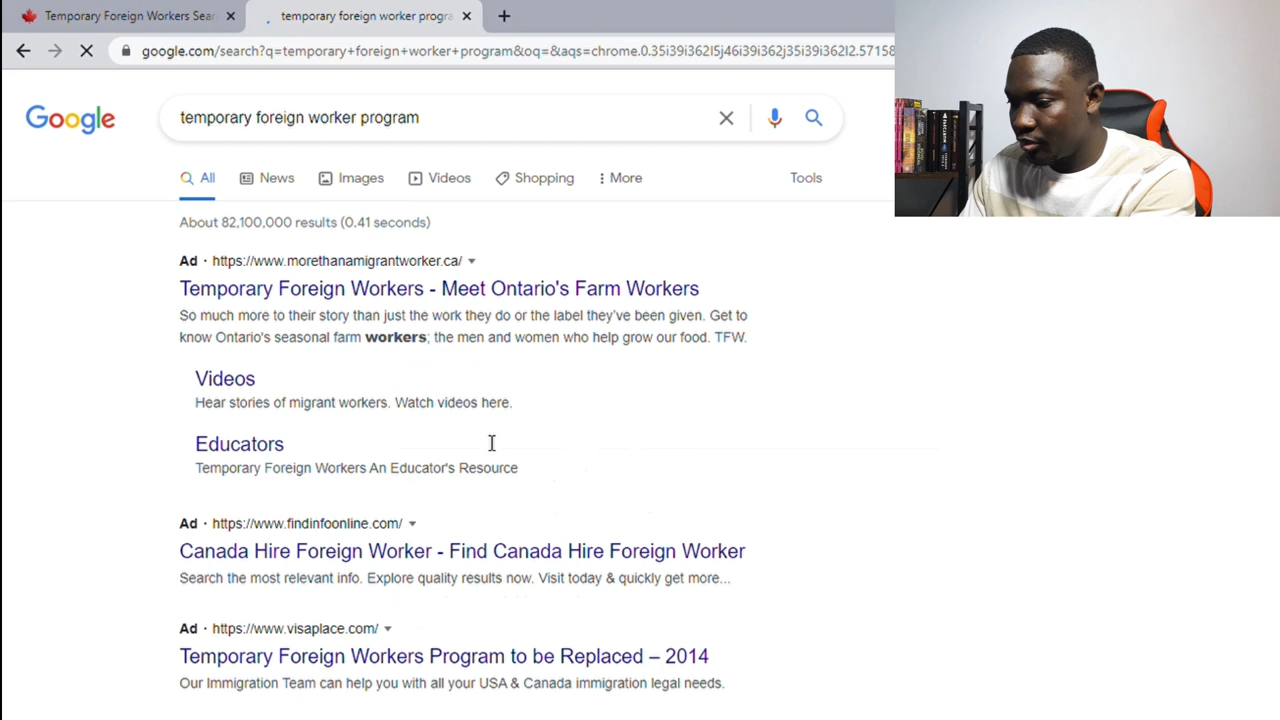 Temporary Foreign Workers Sear
temporary foreign worker progra
google.com/search?q=temporary+foreign+worker+program&oq=&aqs=chrome.0.35i39i362l5j46i39i362j35i39i362l2.57158
Google
temporary foreign worker program
All
News
Images
Videos
Shopping
More
Tools
About 82,100,000 results (0.41 seconds)
Ad · https://www.morethanamigrantworker.ca/
Temporary Foreign Workers - Meet Ontario's Farm Workers
So much more to their story than just the work they do or the label they've been given. Get to
know Ontario's seasonal farm workers; the men and women who help grow our food. TFW.
Videos
Hear stories of migrant workers. Watch videos here.
Educators
Temporary Foreign Workers An Educator's Resource
Ad · https://www.findinfoonline.com/
Canada Hire Foreign Worker - Find Canada Hire Foreign Worker
Search the most relevant info. Explore quality results now. Visit today & quickly get more...
Ad · https://www.visaplace.com/
Temporary Foreign Workers Program to be Replaced – 2014
Our Immigration Team can help you with all your USA & Canada immigration legal needs.